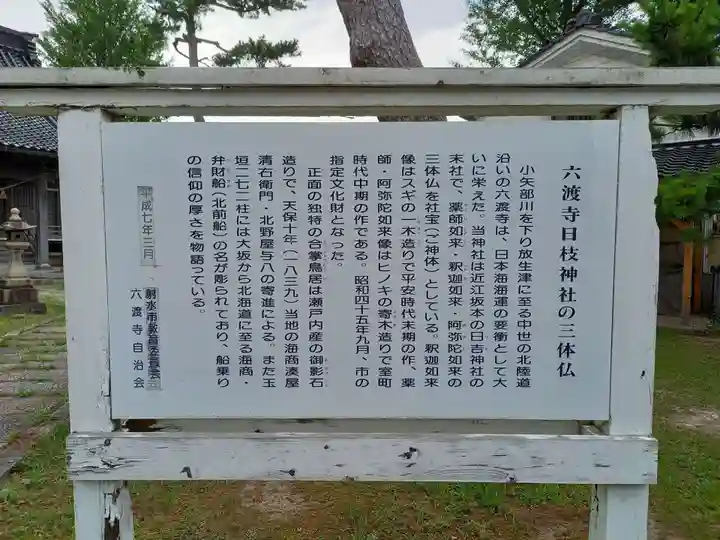 六渡寺日枝神社の三体仏
小矢部川を下り放生津に至る中世の北陸道
沿いの六渡寺は、日本海海運の要衝として大
いに栄えた。当神社は近江坂本の日吉神社の
末社で、薬師如来・釈迦如来・阿弥陀如来の
三体仏を社宝(ご神体)としている。釈迦如来
像はスギの一木造りで平安時代末期の作、薬
師・阿弥陀如来像はヒノキの寄木造りで室町
時代中期の作である。昭和四十五年九月、市の
指定文化財となった。
正面の独特の合掌鳥居は瀬戸内産の御影石
造りで、天保十年(一八三九)当地の海商湊屋
清右衛門・北野屋与八の寄進による。また玉
垣二七二柱には大坂から北海道に至る海商・
弁財船(北前船)の名が彫られており、船乗り
の信仰の厚さを物語っている。
平成七年三月
射水市教育委員会
六渡寺自治会